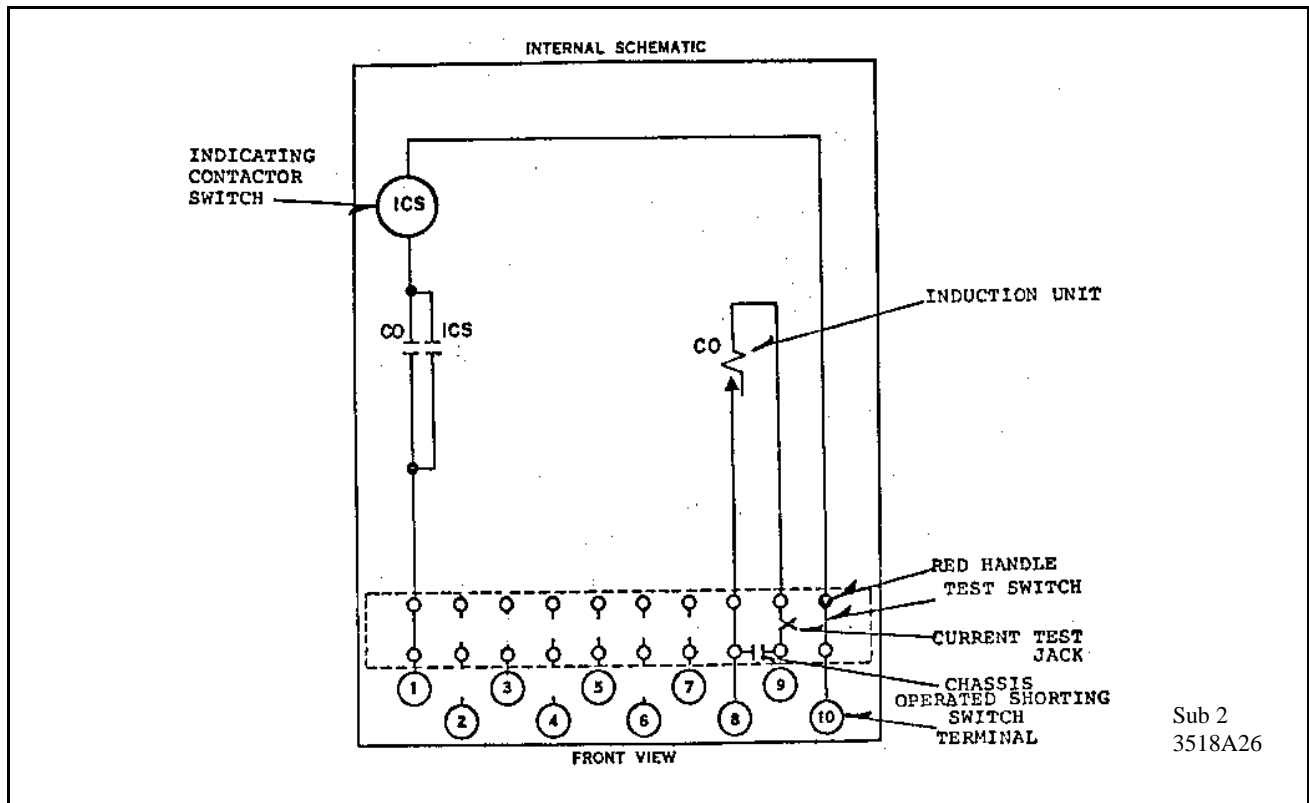 INTERNAL SCHEMATIC
INDICATING
CONTACTOR
SWITCH
ICS
CO ICS
CO
INDUCTION UNIT
RED HANDLE
TEST SWITCH
CURRENT TEST
JACK
CHASSIS
OPERATED SHORTING
SWITCH
TERMINAL
1 3 5 7 9
2 4 6 8 10
FRONT VIEW
Sub 2
3518A26